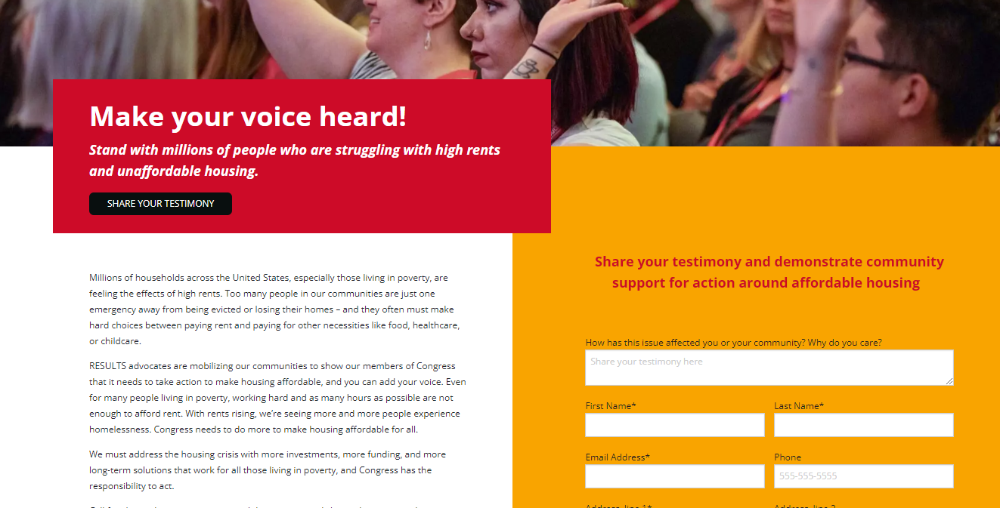 Make your voice heard!
Stand with millions of people who are struggling with high rents
and unaffordable housing.
SHARE YOUR TESTIMONY
Millions of households across the United States, especially those living in poverty, are
feeling the effects of high rents. Too many people in our communities are just one
emergency away from being evicted or losing their homes – and they often must make
hard choices between paying rent and paying for other necessities like food, healthcare,
or childcare.
RESULTS advocates are mobilizing our communities to show our members of Congress
that it needs to take action to make housing affordable, and you can add your voice. Even
for many people living in poverty, working hard and as many hours as possible are not
enough to afford rent. With rents rising, we’re seeing more and more people experience
homelessness. Congress needs to do more to make housing affordable for all.
We must address the housing crisis with more investments, more funding, and more
long-term solutions that work for all those living in poverty, and Congress has the
responsibility to act.
Share your testimony and demonstrate community
support for action around affordable housing
How has this issue affected you or your community? Why do you care?
Share your testimony here
First Name*
Last Name*
Email Address*
Phone
555-555-5555
Address, line 1*
Address, line 2